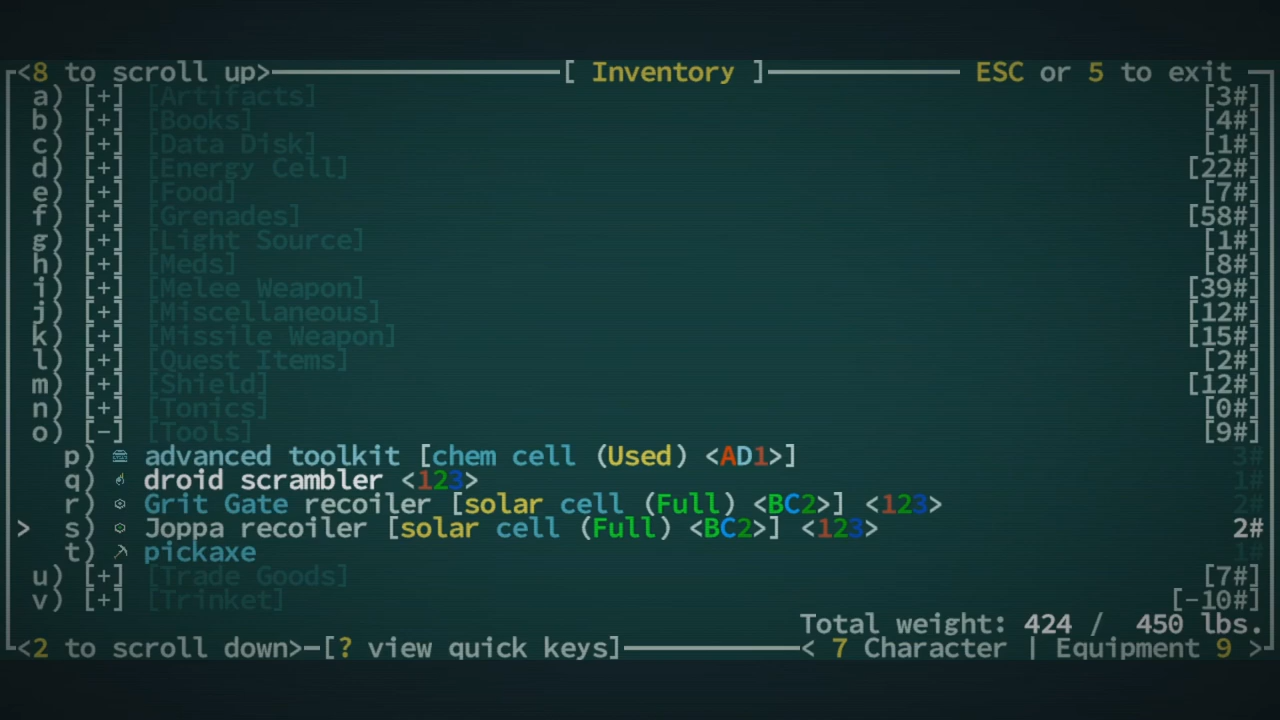 <8 to scroll up> [ Inventory ] ESC or 5 to exit
a) [+] [Artifacts] [3#]
b) [+] [Books] [4#]
c) [+] [Data Disk] [1#]
d) [+] [Energy Cell] [22#]
e) [+] [Food] [7#]
f) [+] [Grenades] [58#]
g) [+] [Light Source] [1#]
h) [+] [Meds] [8#]
i) [+] [Melee Weapon] [39#]
j) [+] [Miscellaneous] [12#]
k) [+] [Missile Weapon] [15#]
l) [+] [Quest Items] [2#]
m) [+] [Shield] [12#]
n) [+] [Tonics] [0#]
o) [-] [Tools] [9#]
p) advanced toolkit [chem cell (Used) <AD1>] 3#
q) droid scrambler <123> 1#
r) Grit Gate recoiler [solar cell (Full) <BC2>] <123> 2#
> s) Joppa recoiler [solar cell (Full) <BC2>] <123> 2#
t) pickaxe 1#
u) [+] [Trade Goods] [7#]
v) [+] [Trinket] [-10#]
Total weight: 424 / 450 lbs.
<2 to scroll down> [? view quick keys] < 7 Character | Equipment 9 >